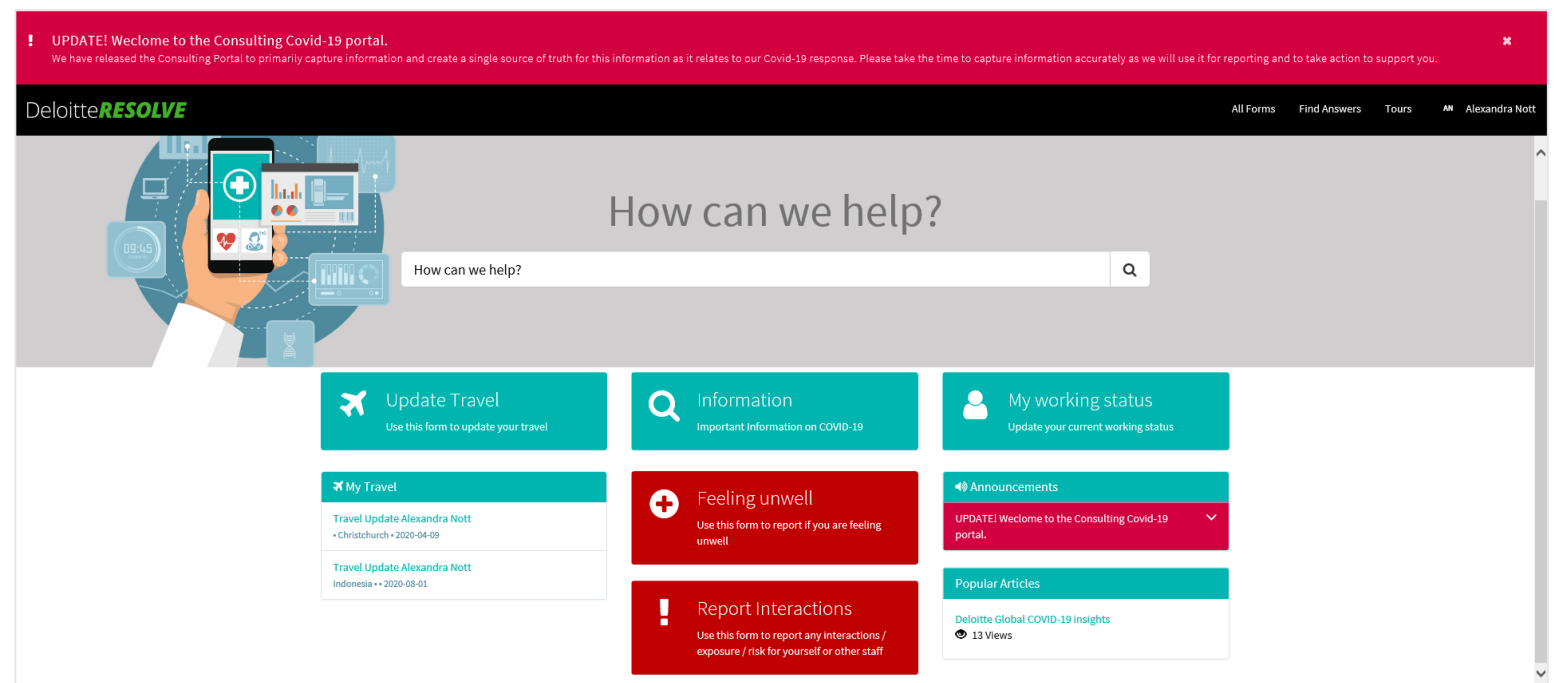 ! UPDATE! Weclome to the Consulting Covid-19 portal.
We have released the Consulting Portal to primarily capture information and create a single source of truth for this information as it relates to our Covid-19 response. Please take the time to capture information accurately as we will use it for reporting and to take action to support you.
DeloitteRESOLVE
All Forms Find Answers Tours AN Alexandra Nott
09:45
How can we help?
How can we help?
Update Travel
Use this form to update your travel
Information
Important Information on COVID-19
My working status
Update your current working status
My Travel
Travel Update Alexandra Nott
• Christchurch • 2020-04-09
Travel Update Alexandra Nott
Indonesia • • 2020-08-01
Feeling unwell
Use this form to report if you are feeling
unwell
! Report Interactions
Use this form to report any interactions /
exposure / risk for yourself or other staff
Announcements
UPDATE! Weclome to the Consulting Covid-19
portal.
Popular Articles
Deloitte Global COVID-19 insights
13 Views